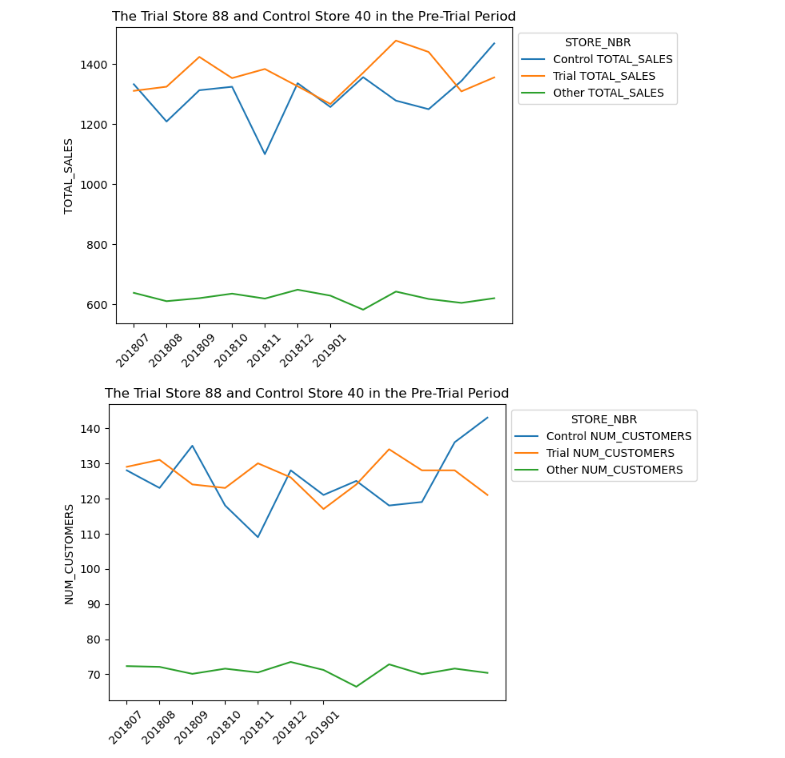 The Trial Store 88 and Control Store 40 in the Pre-Trial Period
STORE_NBR
Control TOTAL_SALES
Trial TOTAL_SALES
Other TOTAL_SALES
TOTAL_SALES
1400
1200
1000
800
600
201807
201808
201809
201810
201811
201812
201901
The Trial Store 88 and Control Store 40 in the Pre-Trial Period
STORE_NBR
Control NUM_CUSTOMERS
Trial NUM_CUSTOMERS
Other NUM_CUSTOMERS
NUM_CUSTOMERS
140
130
120
110
100
90
80
70
201807
201808
201809
201810
201811
201812
201901